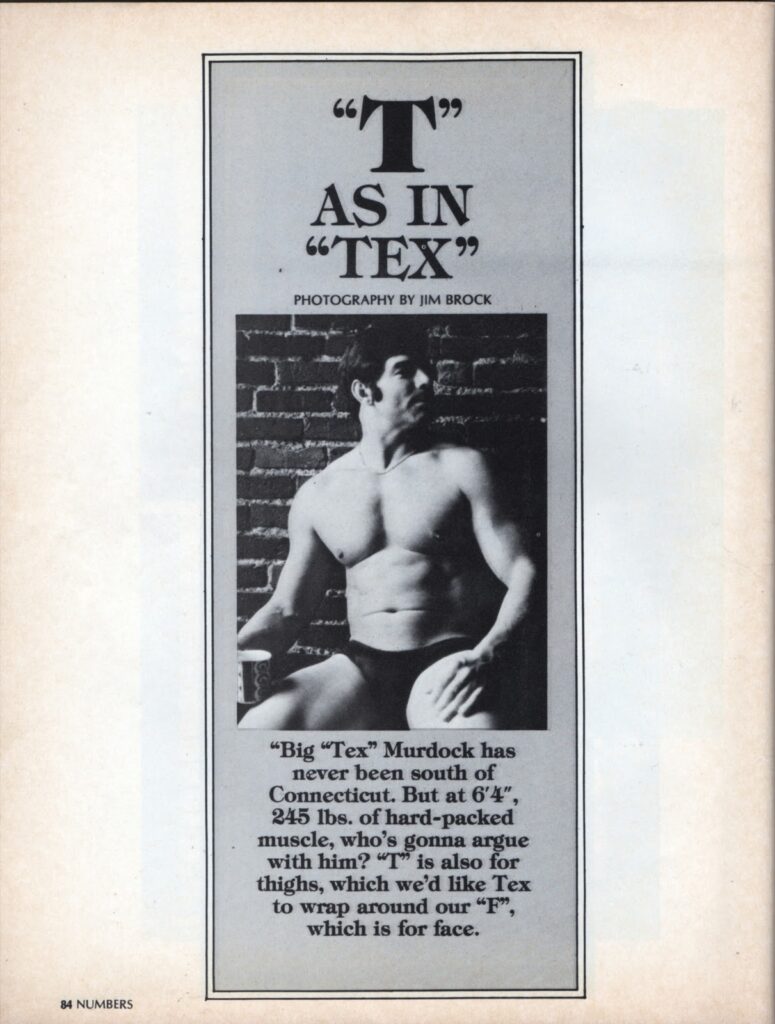 “T”
AS IN
“TEX”
PHOTOGRAPHY BY JIM BROCK
“Big “Tex” Murdock has
never been south of
Connecticut. But at 6′4″,
245 lbs. of hard-packed
muscle, who’s gonna argue
with him? “T” is also for
thighs, which we’d like Tex
to wrap around our “F”,
which is for face.
84 NUMBERS